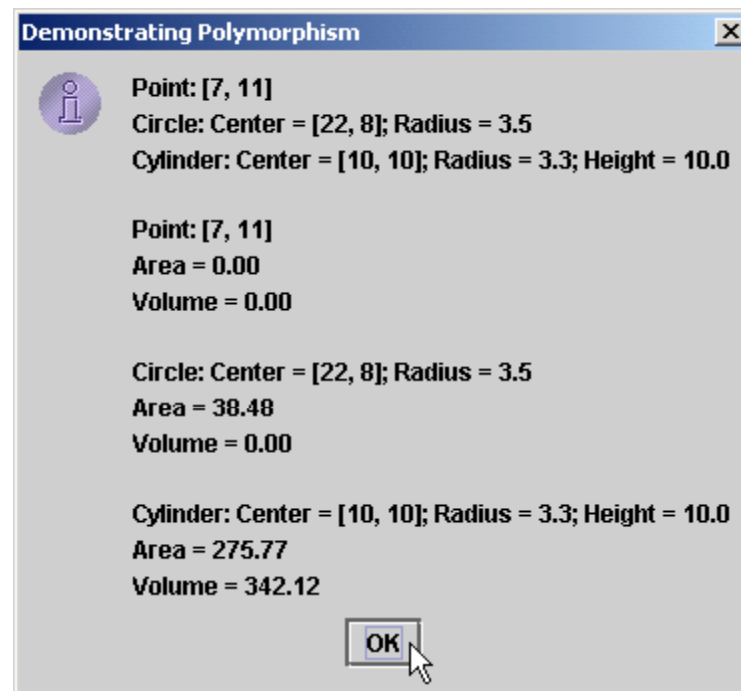 Demonstrating Polymorphism
Point: [7, 11]
Circle: Center = [22, 8]; Radius = 3.5
Cylinder: Center = [10, 10]; Radius = 3.3; Height = 10.0
Point: [7, 11]
Area = 0.00
Volume = 0.00
Circle: Center = [22, 8]; Radius = 3.5
Area = 38.48
Volume = 0.00
Cylinder: Center = [10, 10]; Radius = 3.3; Height = 10.0
Area = 275.77
Volume = 342.12
OK